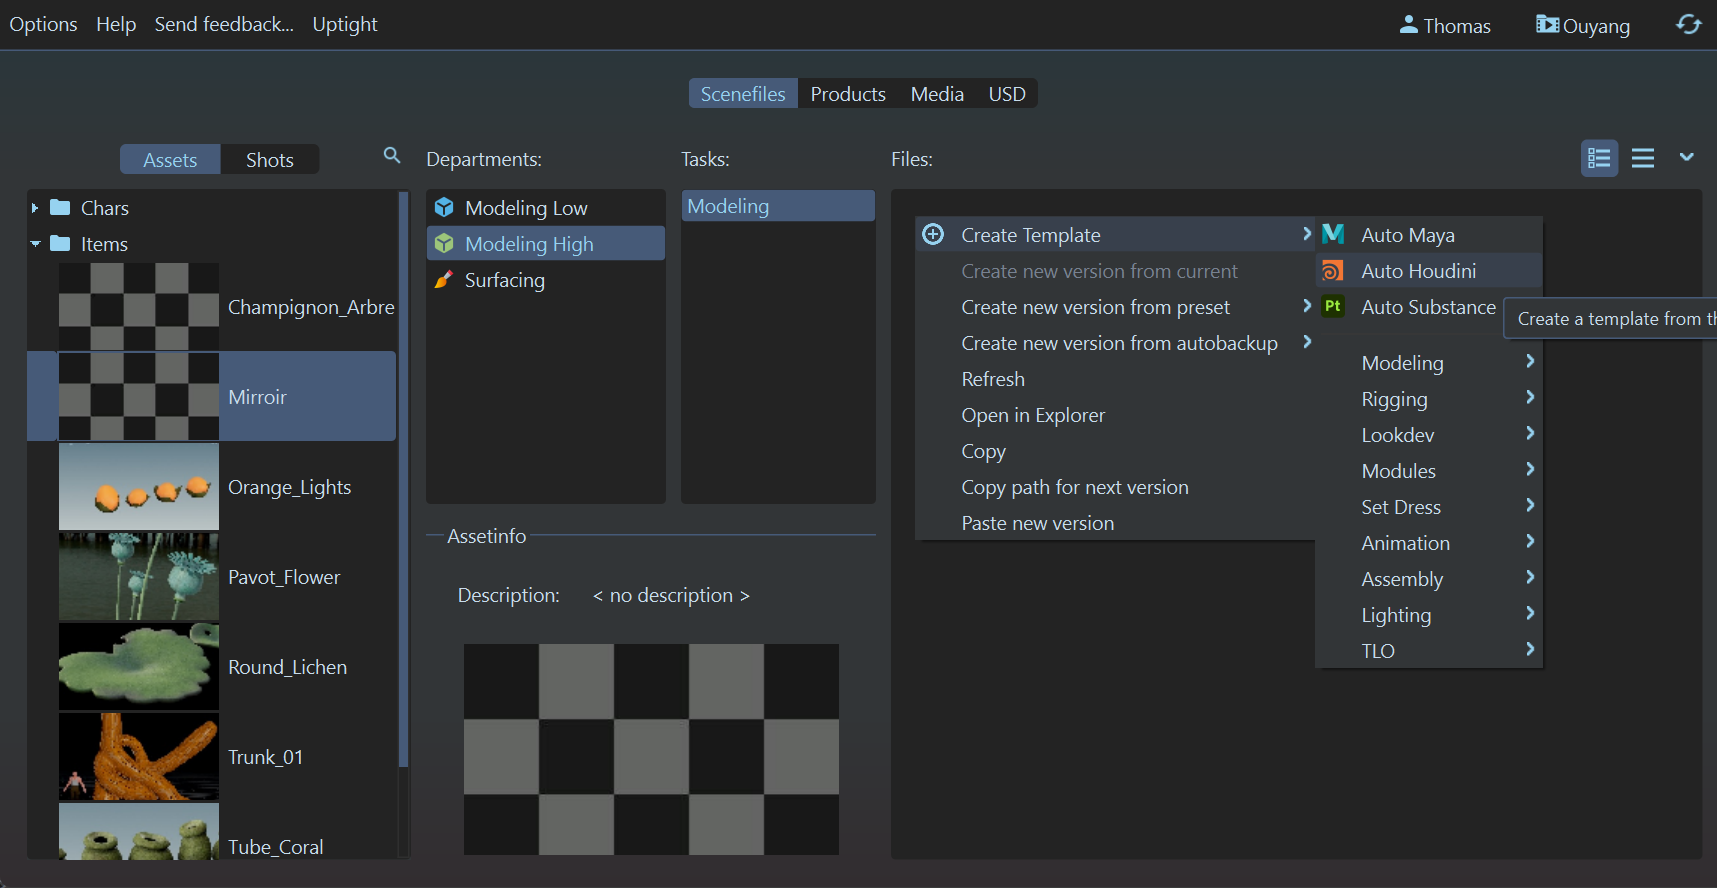 Options Help Send feedback... Uptight Thomas Ouyang
Scenefiles Products Media USD
Assets Shots
Departments:
Tasks:
Files:
Chars
Items
Champignon_Arbre
Mirroir
Orange_Lights
Pavot_Flower
Round_Lichen
Trunk_01
Tube_Coral
Modeling Low
Modeling High
Surfacing
Modeling
Assetinfo
Description: < no description >
Create Template
Create new version from current
Create new version from preset
Create new version from autobackup
Refresh
Open in Explorer
Copy
Copy path for next version
Paste new version
Auto Maya
Auto Houdini
Pt Auto Substance
Create a template from
Modeling
Rigging
Lookdev
Modules
Set Dress
Animation
Assembly
Lighting
TLO